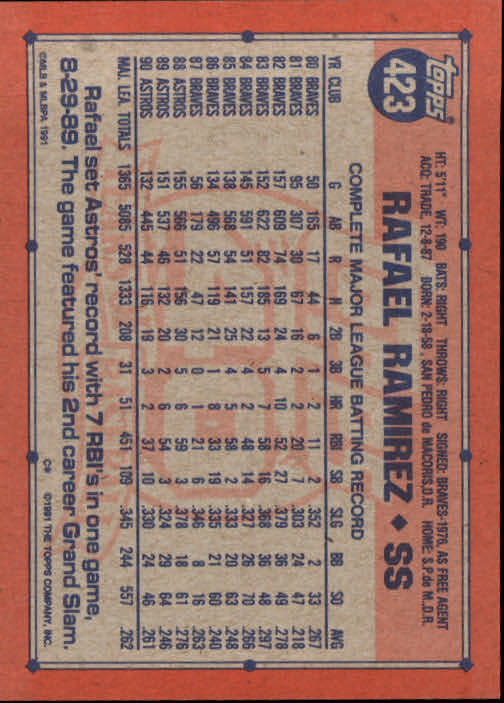 TOPPS
423
HT: 5'11" WT: 190 BATS: RIGHT THROWS: RIGHT SIGNED: BRAVES-1976, AS FREE AGENT
ACQ: TRADE, 12-8-87 BORN: 2-18-58, SAN PEDRO de MACORIS,D.R. HOME: S.P.de M.,D.R.
RAFAEL RAMIREZ ◆ SS
COMPLETE MAJOR LEAGUE BATTING RECORD
YR CLUB G AB R H 2B 3B HR RBI SB SLG BB SO AVG
80 BRAVES 50 165 17 44 6 1 2 11 2 .352 2 33 .267
81 BRAVES 95 307 30 67 16 2 2 20 7 .303 24 47 .218
82 BRAVES 157 609 74 169 24 4 10 52 27 .379 36 49 .278
83 BRAVES 152 622 82 185 13 5 7 58 16 .368 36 48 .297
84 BRAVES 145 591 51 157 22 4 2 48 14 .327 26 70 .266
85 BRAVES 138 568 54 141 25 4 5 58 2 .333 20 63 .248
86 BRAVES 134 496 57 119 21 1 8 33 19 .335 21 60 .240
87 BRAVES 56 179 22 47 12 0 1 21 6 .346 8 16 .263
88 ASTROS 155 566 51 156 30 5 6 59 3 .378 18 61 .276
89 ASTROS 151 537 46 132 20 2 6 54 3 .324 29 64 .246
90 ASTROS 132 445 44 116 19 3 2 37 10 .330 24 46 .261
MAJ. LEA. TOTALS 1365 5085 528 1333 208 31 51 451 109 .345 244 557 .262
Rafael set Astros' record with 7 RBI's in one game,
8-29-89. The game featured his 2nd career Grand Slam.
©MLB & MLBPA 1991 C* ©1991 THE TOPPS COMPANY, INC.